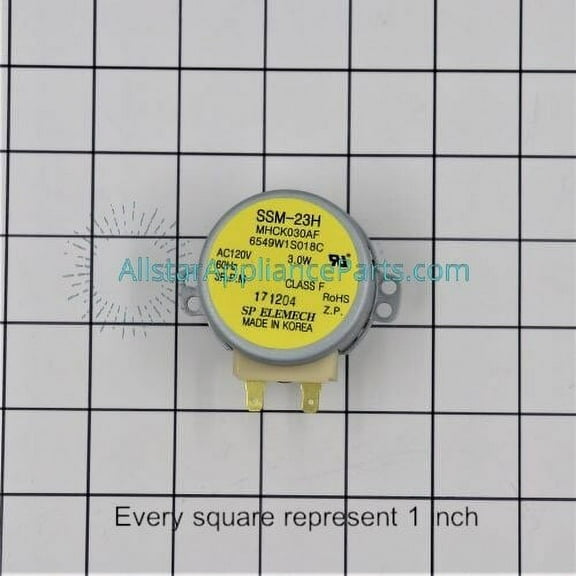 SSM-23H
MHCK030AF
6549W1S018C
AC120V 3.0W
60Hz
AllstarApplianceParts.com
CLASS F
171204 RoHS
SP ELEMECH Z.P.
MADE IN KOREA
Every square represent 1 inch